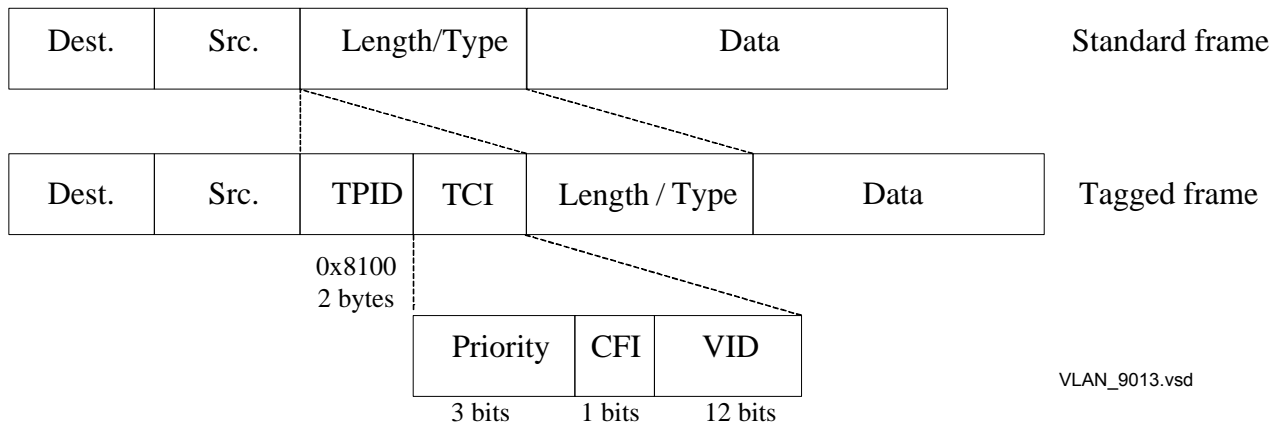 Dest. Src. Length/Type Data Standard frame
Dest. Src. TPID TCI Length / Type Data Tagged frame
0x8100
2 bytes
Priority CFI VID
VLAN_9013.vsd
3 bits 1 bits 12 bits